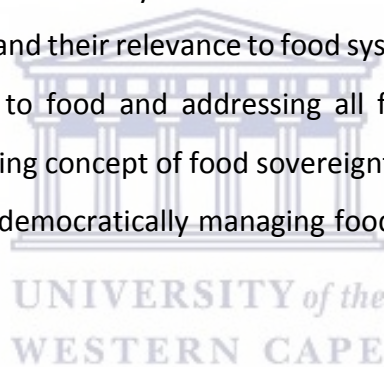 and their relevance to food sys
to food and addressing all f
ing concept of food sovereignt
democratically managing food
UNIVERSITY of the
WESTERN CAPE